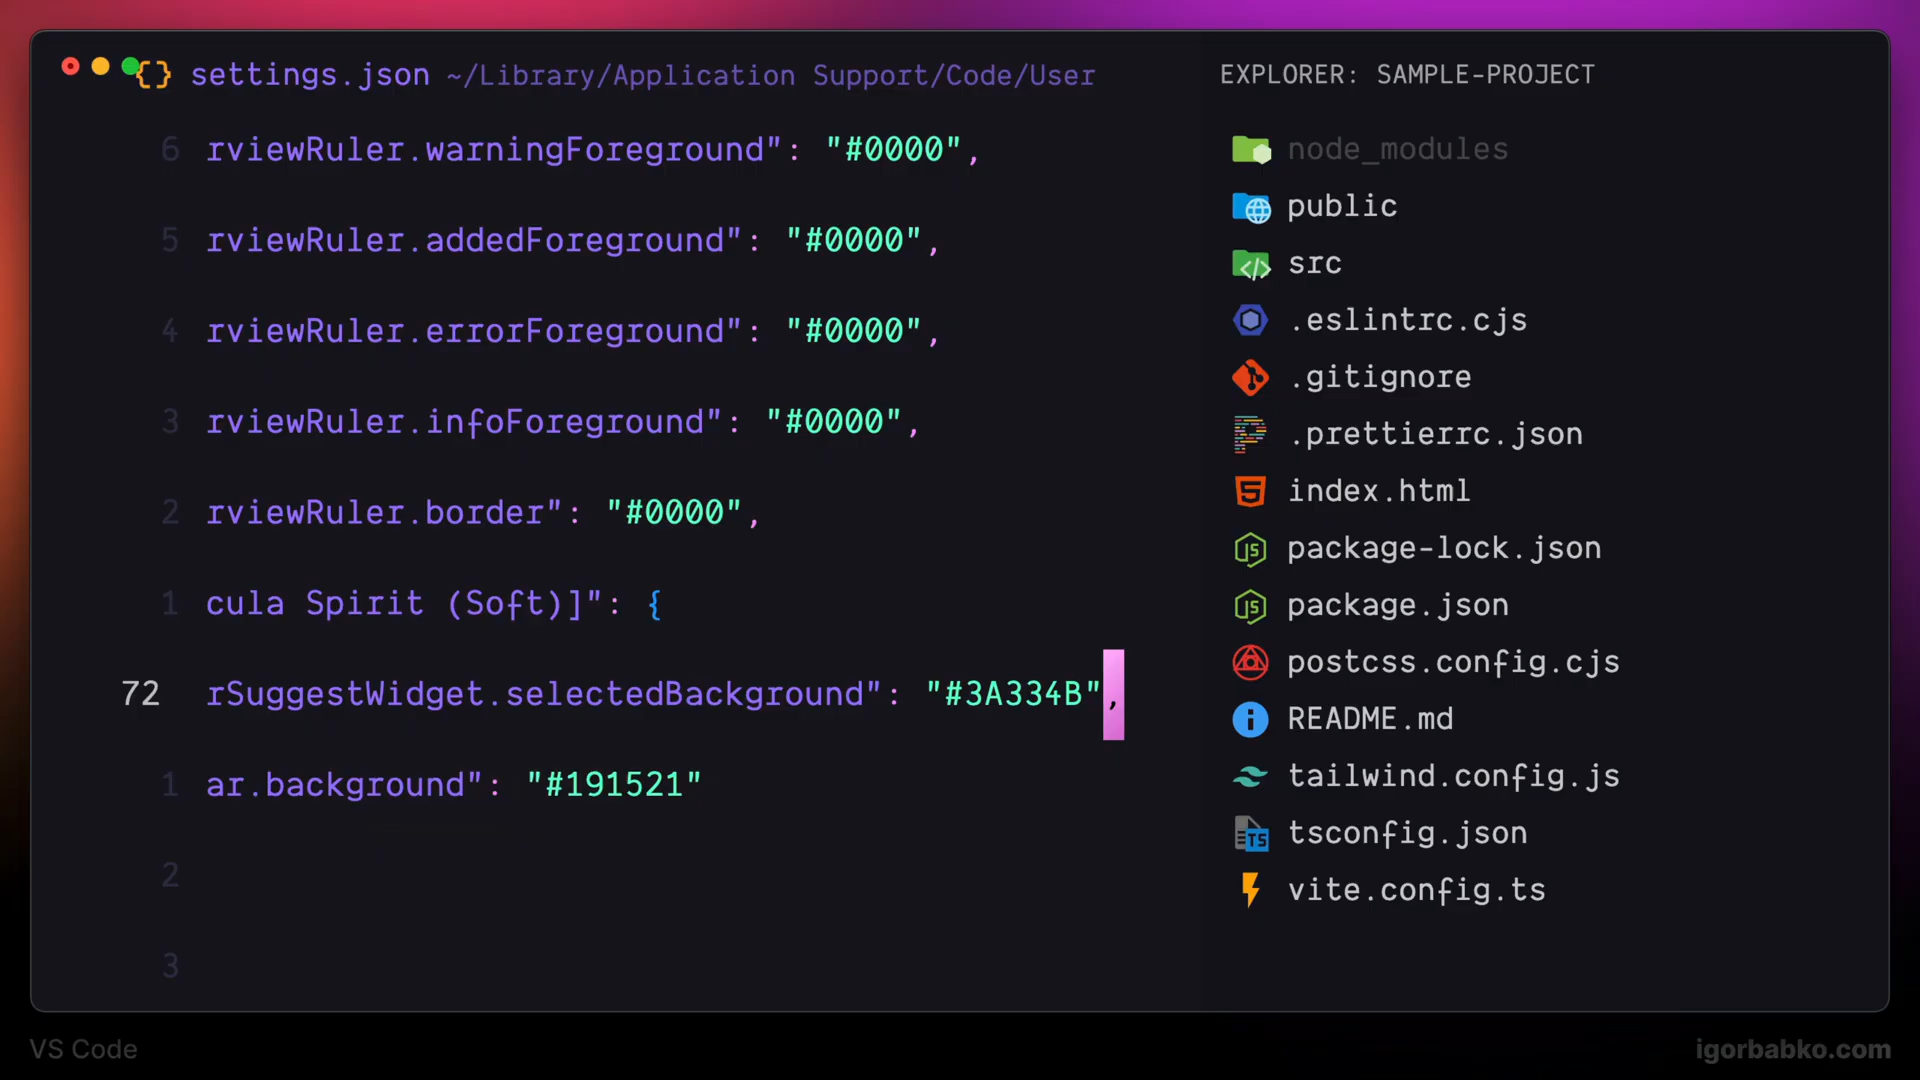 {} settings.json ~/Library/Application Support/Code/User
6 rviewRuler.warningForeground": "#0000",
5 rviewRuler.addedForeground": "#0000",
4 rviewRuler.errorForeground": "#0000",
3 rviewRuler.infoForeground": "#0000",
2 rviewRuler.border": "#0000",
1 cula Spirit (Soft)]": {
72 rSuggestWidget.selectedBackground": "#3A334B",
1 ar.background": "#191521"
2
3
EXPLORER: SAMPLE-PROJECT
node_modules
public
src
.eslintrc.cjs
.gitignore
.prettierrc.json
index.html
package-lock.json
package.json
postcss.config.cjs
README.md
tailwind.config.js
tsconfig.json
vite.config.ts
VS Code
igorbabko.com